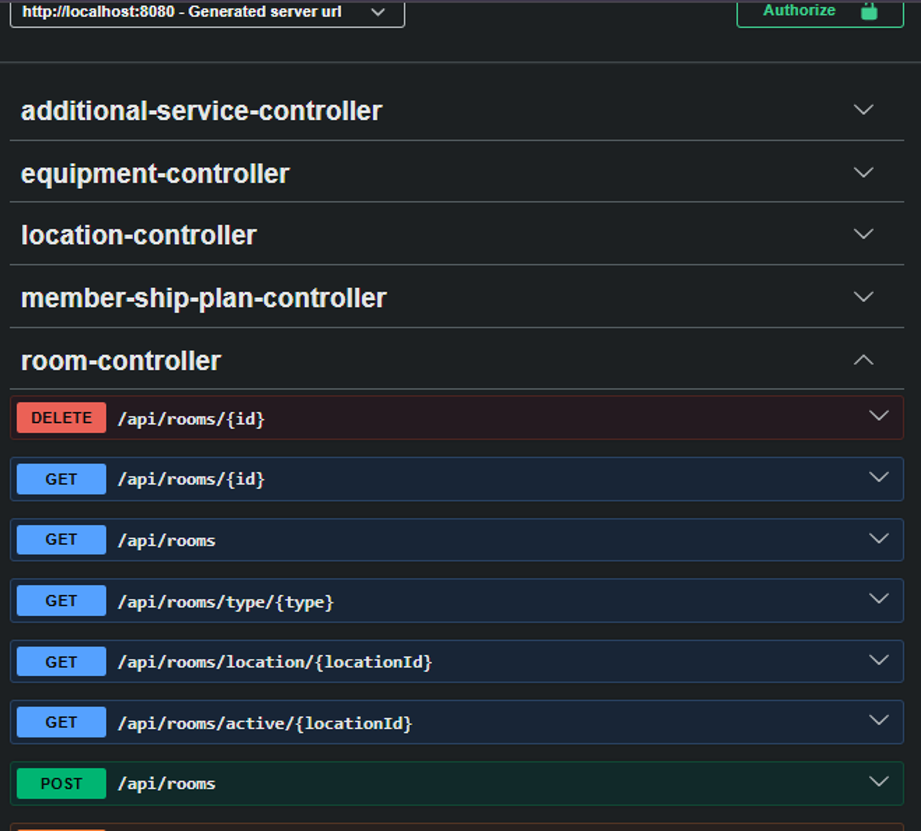 http://localhost:8080 - Generated server url
Authorize
additional-service-controller
equipment-controller
location-controller
member-ship-plan-controller
room-controller
DELETE /api/rooms/{id}
GET /api/rooms/{id}
GET /api/rooms
GET /api/rooms/type/{type}
GET /api/rooms/location/{locationId}
GET /api/rooms/active/{locationId}
POST /api/rooms